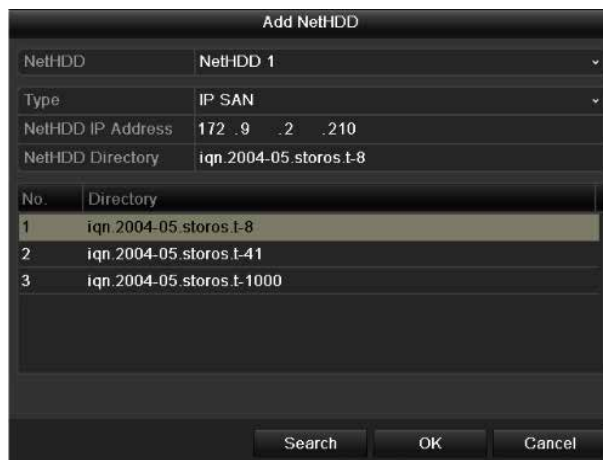 Add NetHDD
NetHDD NetHDD 1
Type IP SAN
NetHDD IP Address 172 .9 .2 .210
NetHDD Directory iqn.2004-05.storos.t-8
No. Directory
1 iqn.2004-05.storos.t-8
2 iqn.2004-05.storos.t-41
3 iqn.2004-05.storos.t-1000
Search OK Cancel